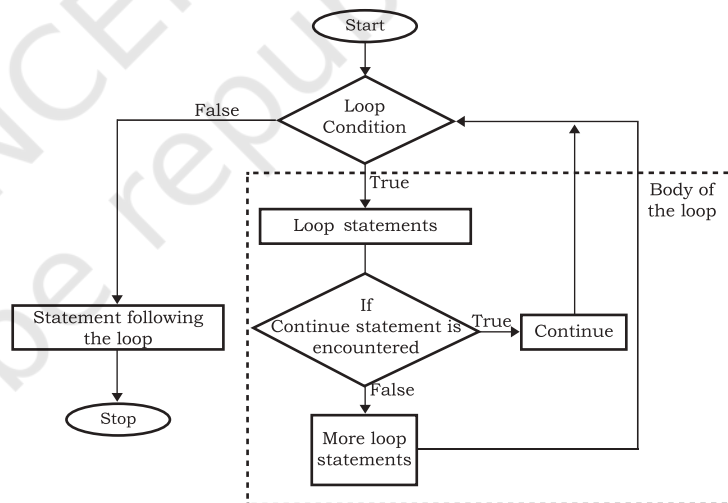 Start
Loop
Condition
False
True
Body of
the loop
Loop statements
If
Continue statement is
encountered
True
Continue
Statement following
the loop
False
Stop
More loop
statements